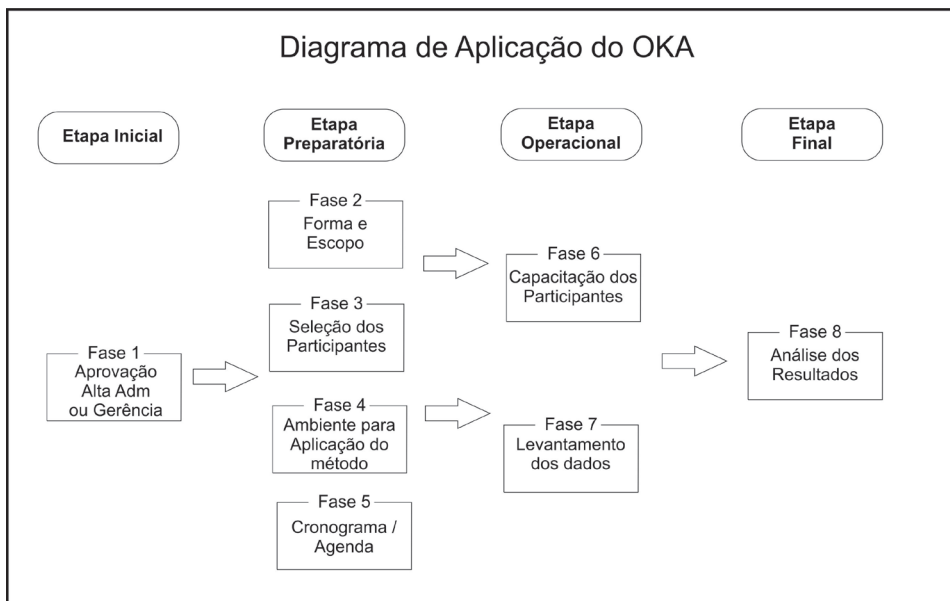 Diagrama de Aplicação do OKA
Etapa Inicial
Etapa
Preparatória
Etapa
Operacional
Etapa
Final
Fase 1
Aprovação
Alta Adm
ou Gerência
Fase 2
Forma e
Escopo
Fase 3
Seleção dos
Participantes
Fase 4
Ambiente para
Aplicação do
método
Fase 5
Cronograma /
Agenda
Fase 6
Capacitação dos
Participantes
Fase 7
Levantamento
dos dados
Fase 8
Análise dos
Resultados